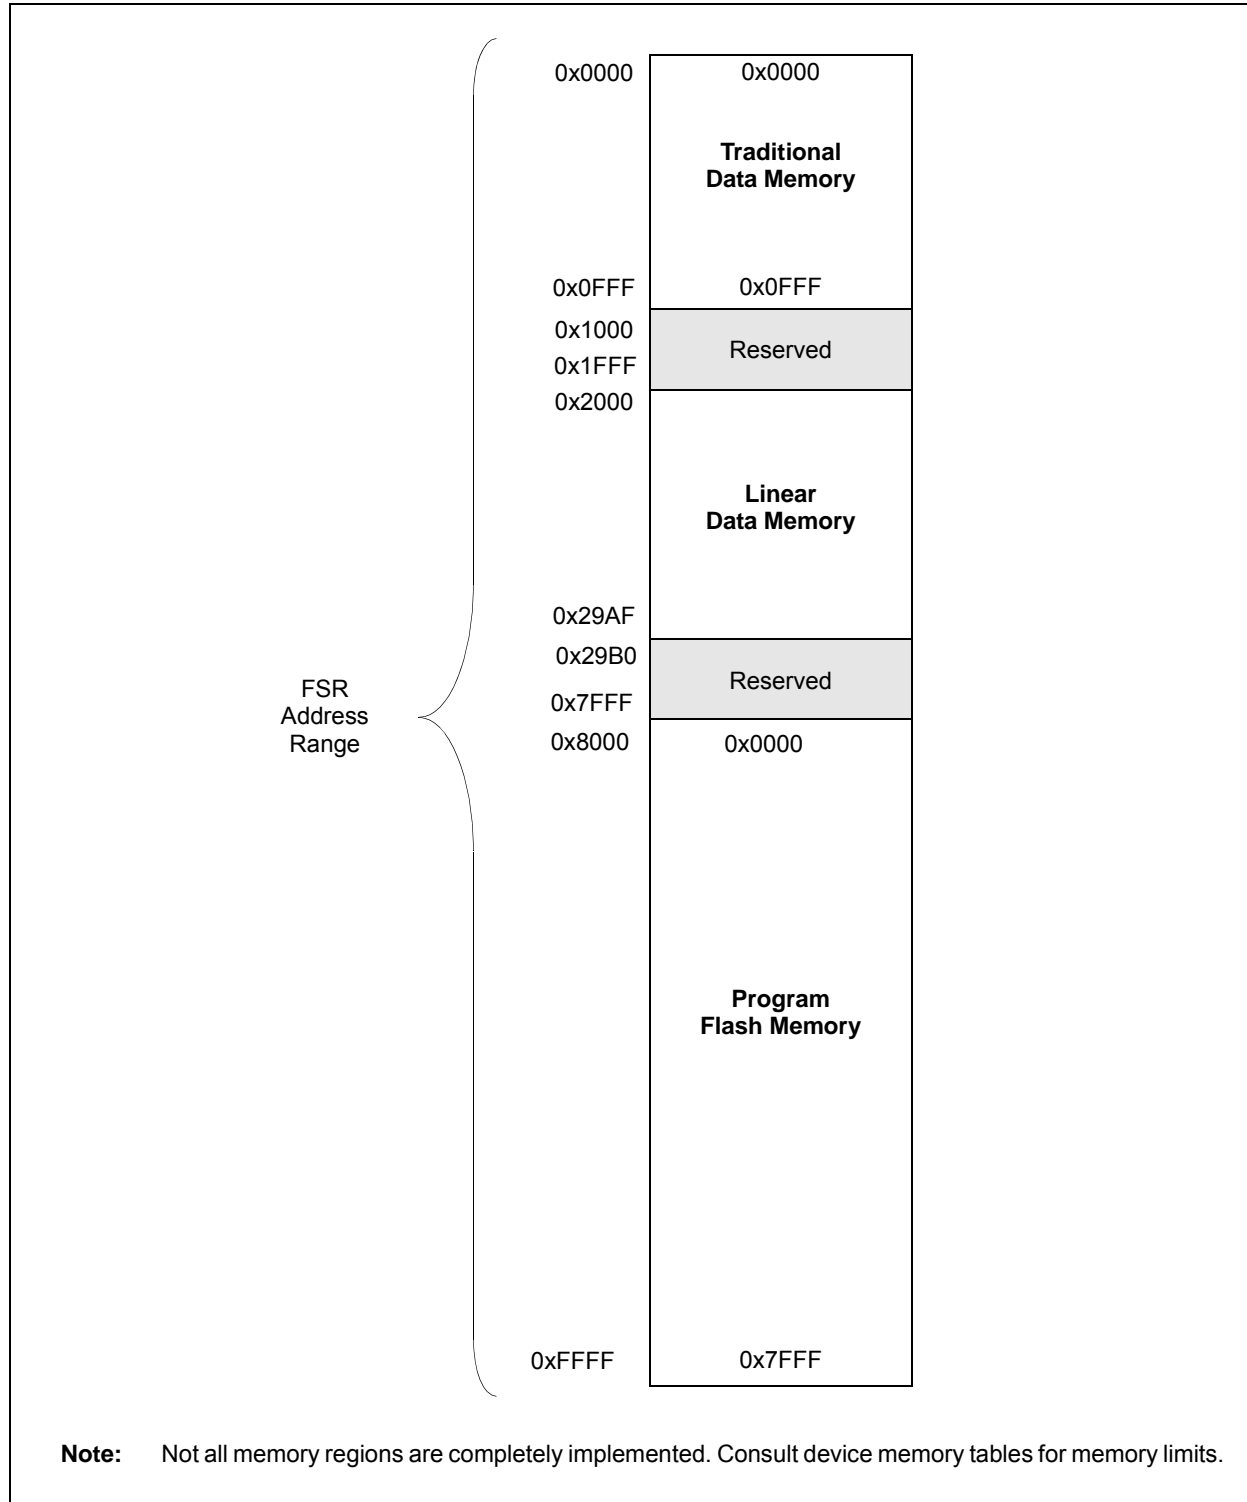 0x0000 0x0000
Traditional
Data Memory
0x0FFF 0x0FFF
0x1000
Reserved
0x1FFF
0x2000
Linear
Data Memory
0x29AF
0x29B0
Reserved
0x7FFF
FSR
Address
Range
0x8000 0x0000
Program
Flash Memory
0xFFFF 0x7FFF
Note: Not all memory regions are completely implemented. Consult device memory tables for memory limits.